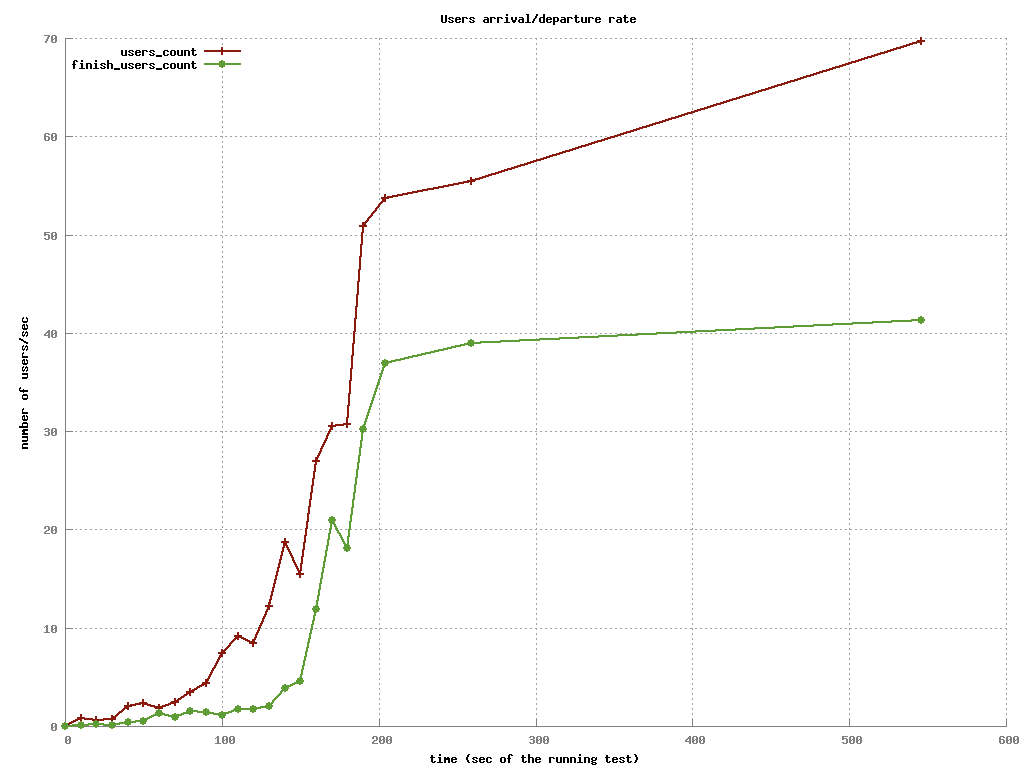 Users arrival/departure rate
users_count
finish_users_count
70
60
50
40
30
20
10
0
number of users/sec
0 100 200 300 400 500 600
time (sec of the running test)